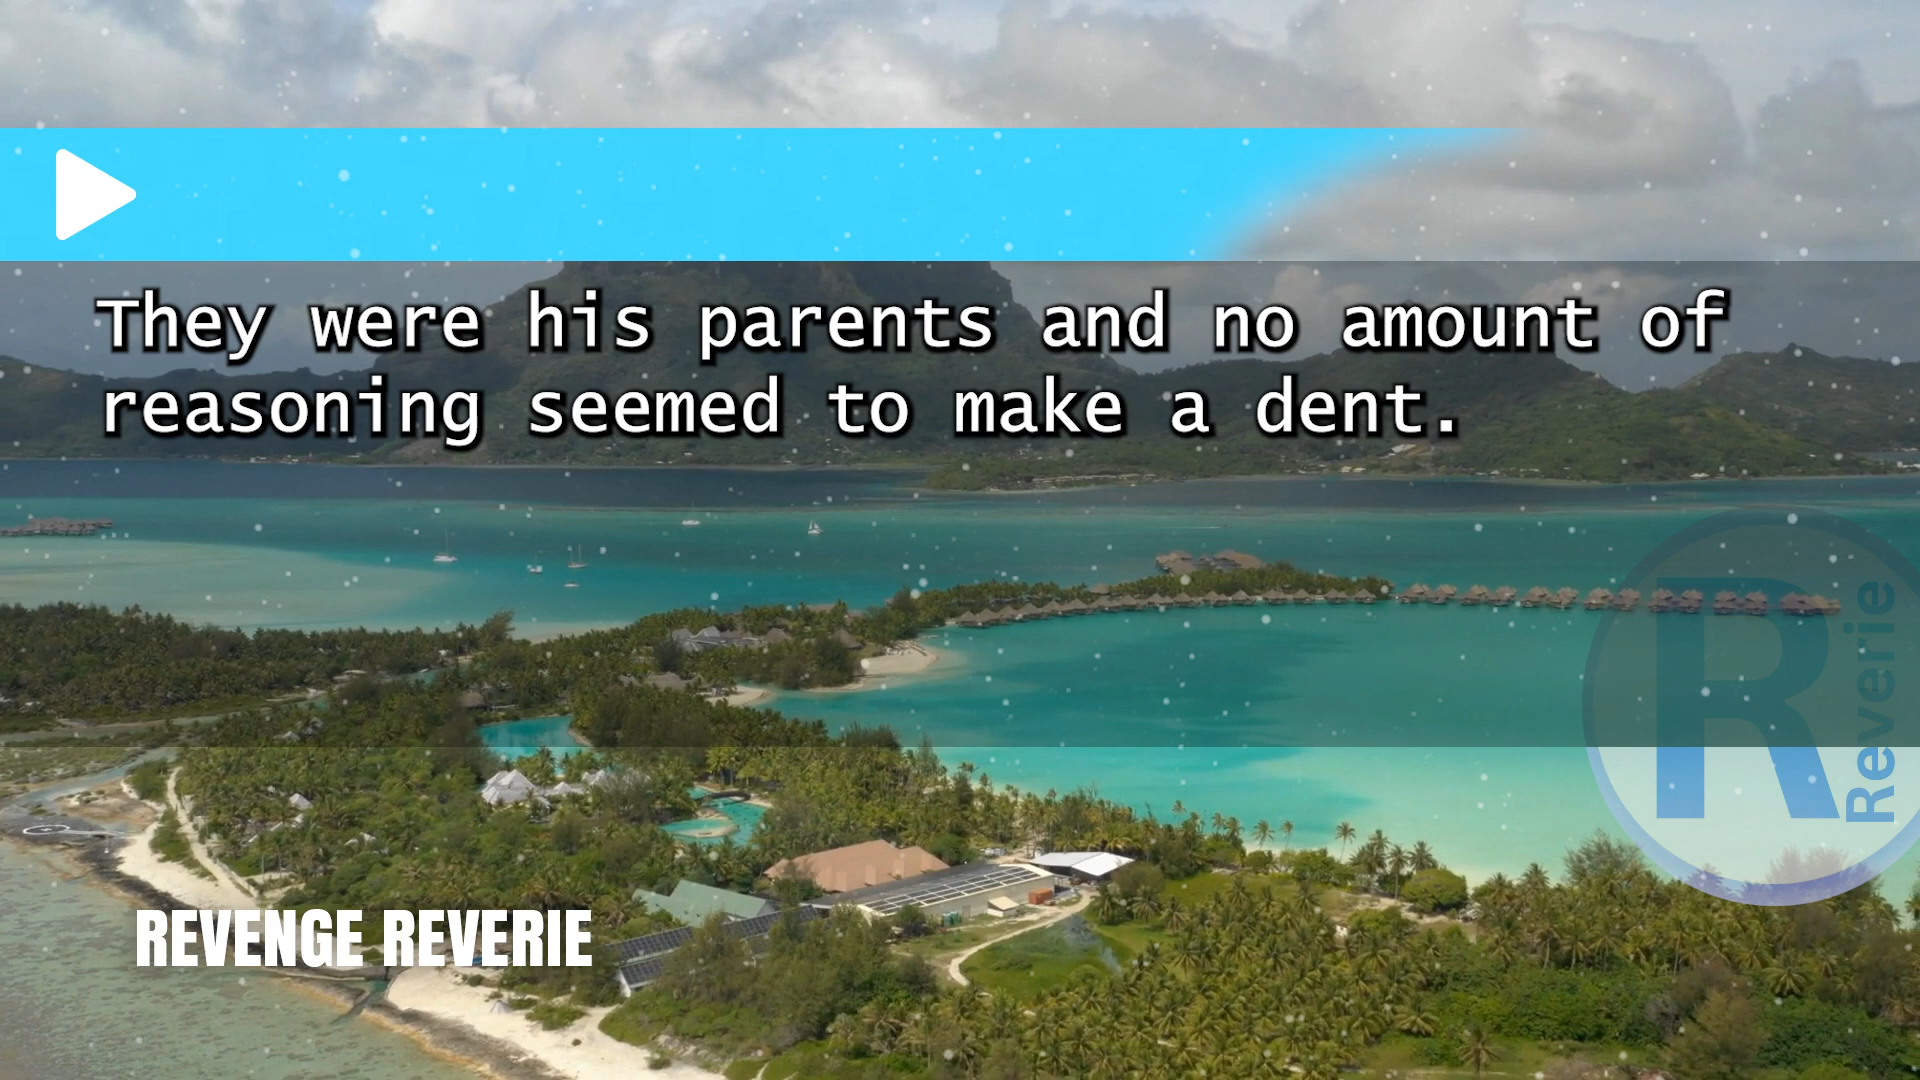 They were his parents and no amount of
reasoning seemed to make a dent.
R
Reverie
REVENGE REVERIE